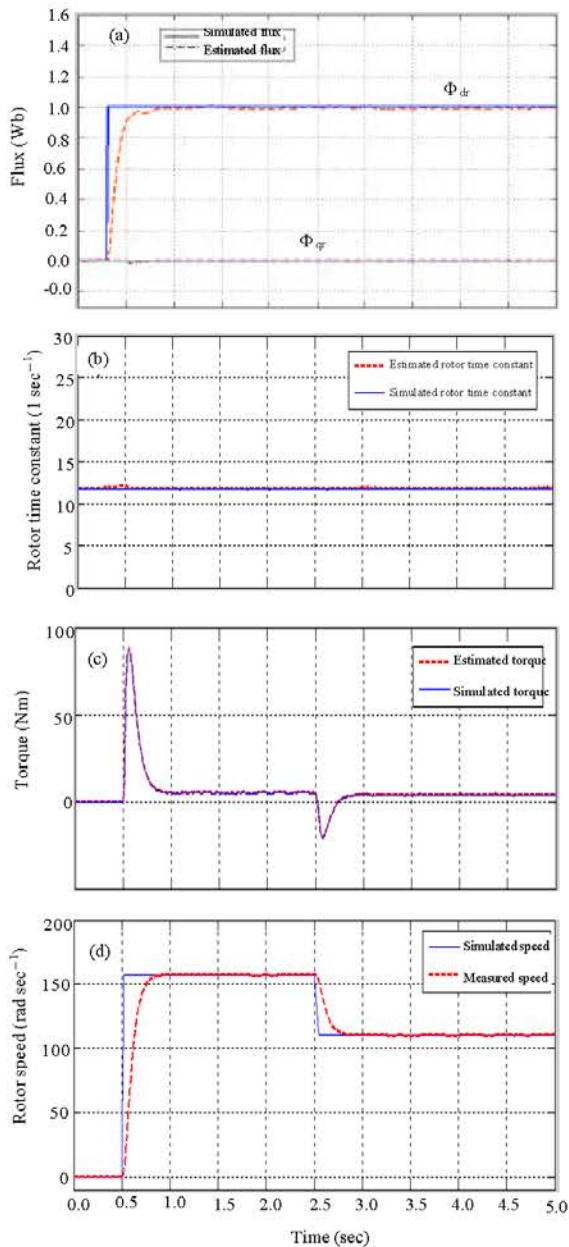 (a)
Simulated flux
Estimated flux
1.6
1.4
1.2
1.0
0.8
0.6
0.4
0.2
0.0
-0.0
Flux (Wb)
Φdr
Φqr
(b)
Estimated rotor time constant
Simulated rotor time constant
30
25
20
15
10
5
0
Rotor time constant (1 sec⁻¹)
(c)
Estimated torque
Simulated torque
100
50
0
Torque (Nm)
(d)
Simulated speed
Measured speed
200
150
100
50
0
Rotor speed (rad sec⁻¹)
0.0 0.5 1.0 1.5 2.0 2.5 3.0 3.5 4.0 4.5 5.0
Time (sec)